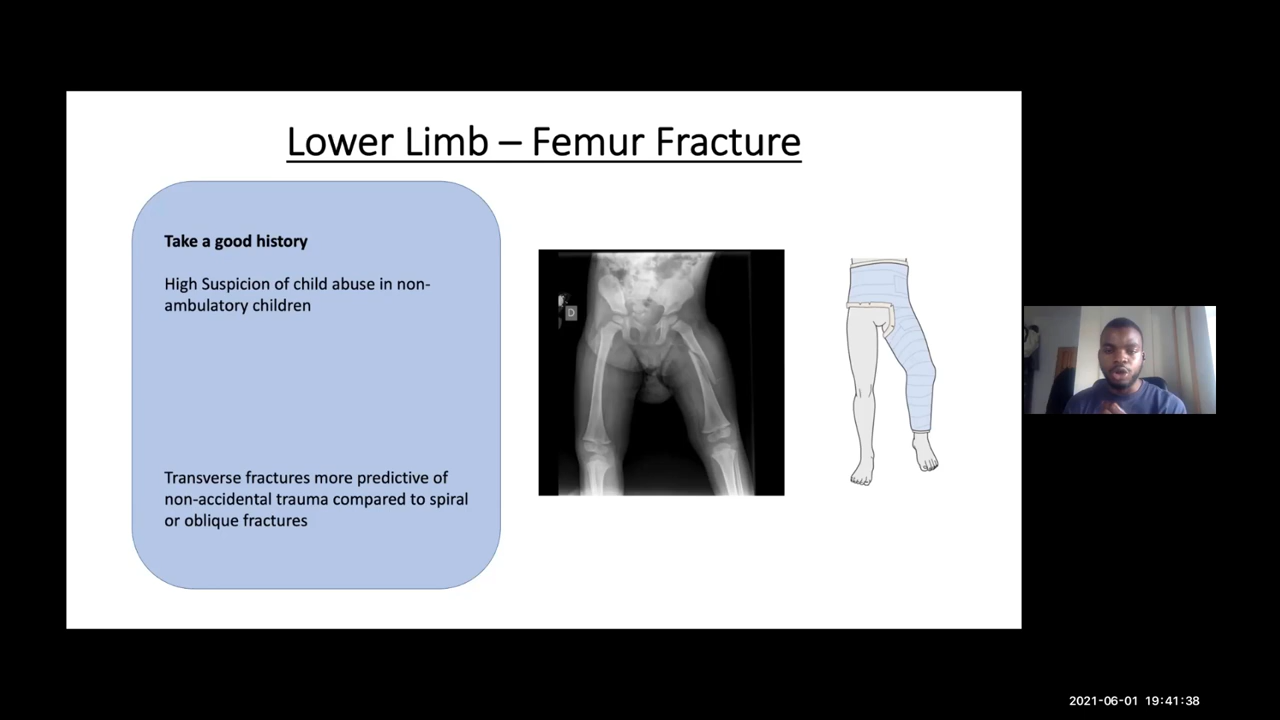 Lower Limb – Femur Fracture
Take a good history
High Suspicion of child abuse in non-
ambulatory children
Transverse fractures more predictive of
non-accidental trauma compared to spiral
or oblique fractures
D
2021-06-01 19:41:38